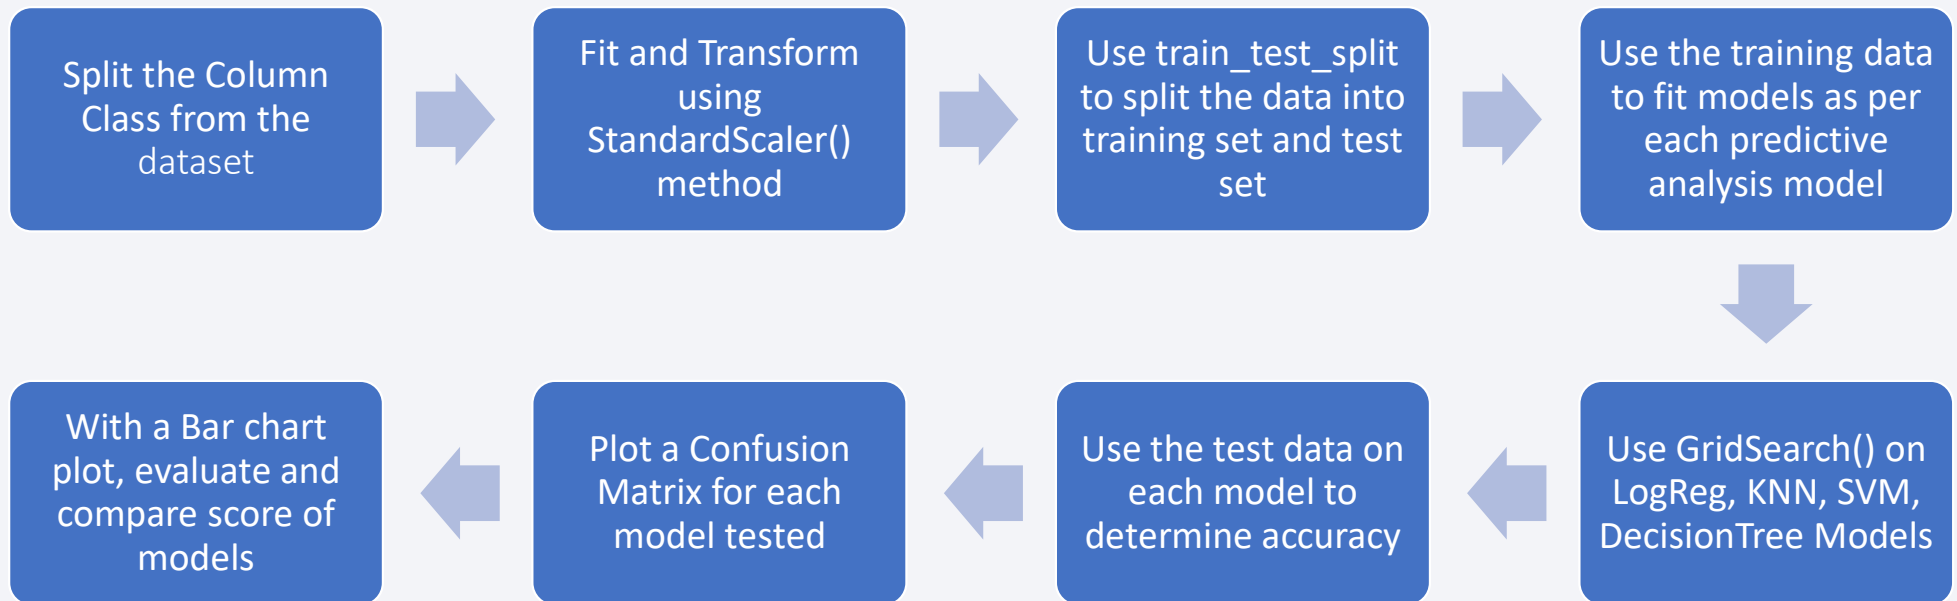 Split the Column
Class from the
dataset
Fit and Transform
using
StandardScaler()
method
Use train_test_split
to split the data into
training set and test
set
Use the training data
to fit models as per
each predictive
analysis model
Use GridSearch() on
LogReg, KNN, SVM,
DecisionTree Models
Use the test data on
each model to
determine accuracy
Plot a Confusion
Matrix for each
model tested
With a Bar chart
plot, evaluate and
compare score of
models